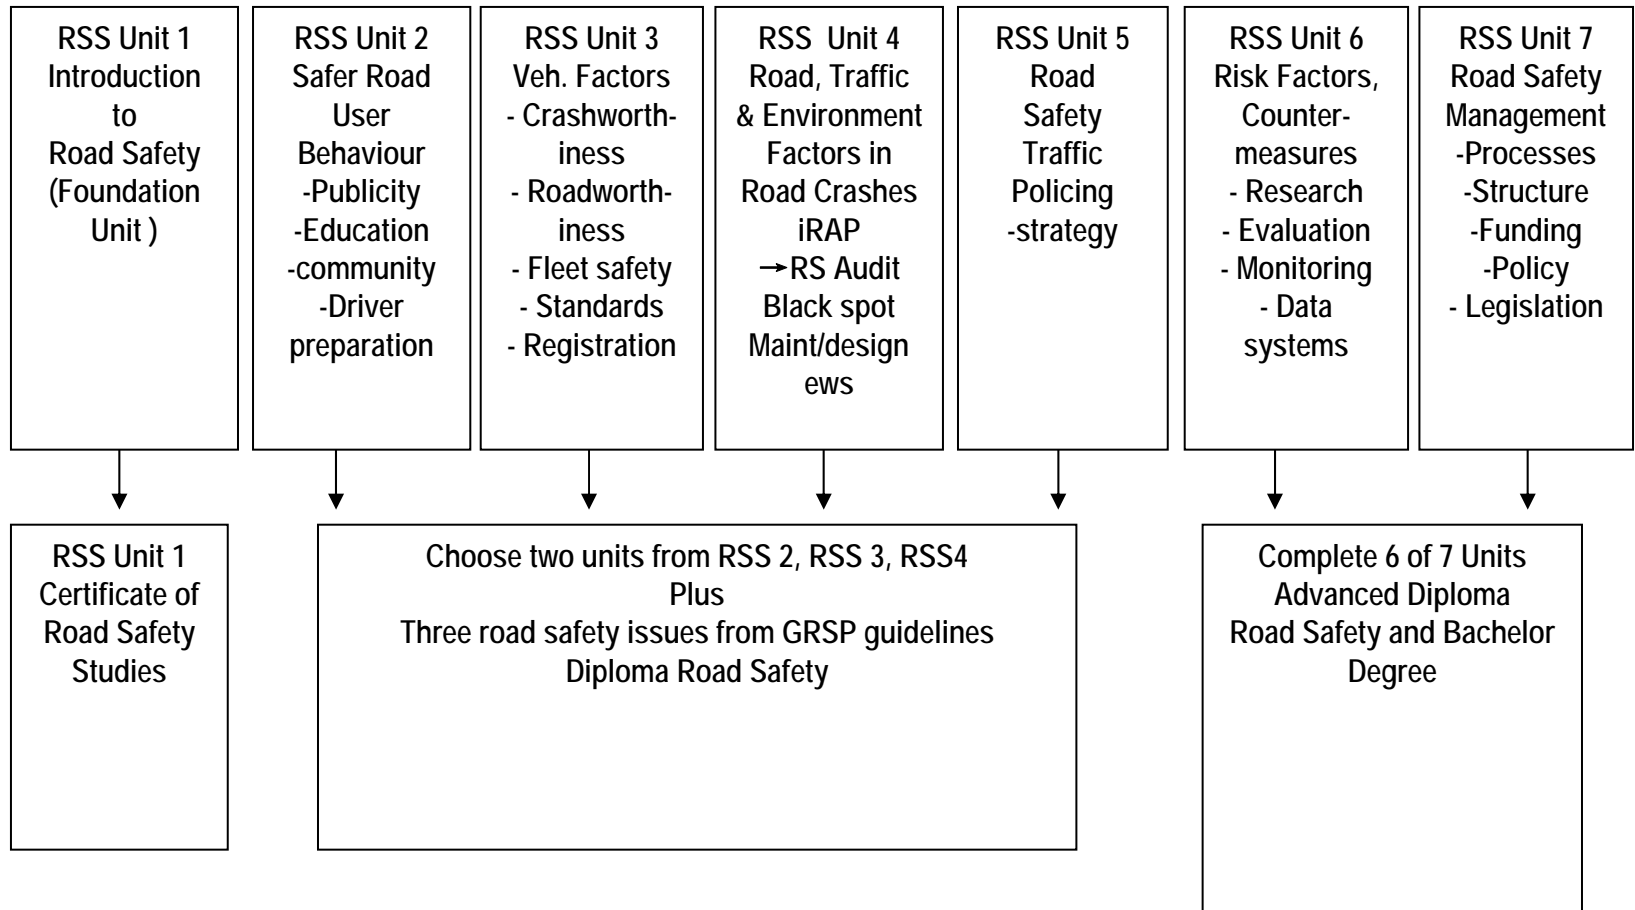 RSS Unit 1
Introduction
to
Road Safety
(Foundation
Unit )
RSS Unit 2
Safer Road
User
Behaviour
-Publicity
-Education
-community
-Driver
preparation
RSS Unit 3
Veh. Factors
- Crashworth-
iness
- Roadworth-
iness
- Fleet safety
- Standards
- Registration
RSS Unit 4
Road, Traffic
& Environment
Factors in
Road Crashes
iRAP
→RS Audit
Black spot
Maint/design
ews
RSS Unit 5
Road
Safety
Traffic
Policing
-strategy
RSS Unit 6
Risk Factors,
Counter-
measures
- Research
- Evaluation
- Monitoring
- Data
systems
RSS Unit 7
Road Safety
Management
-Processes
-Structure
-Funding
-Policy
- Legislation
RSS Unit 1
Certificate of
Road Safety
Studies
Choose two units from RSS 2, RSS 3, RSS4
Plus
Three road safety issues from GRSP guidelines
Diploma Road Safety
Complete 6 of 7 Units
Advanced Diploma
Road Safety and Bachelor
Degree